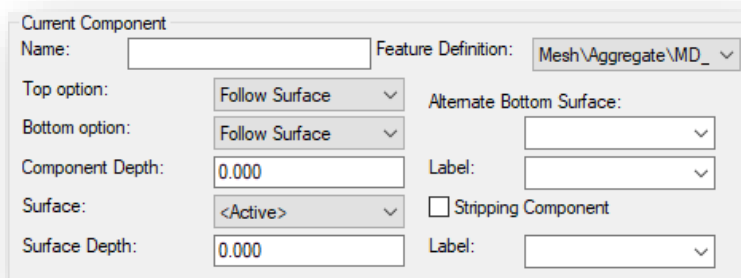 Current Component
Name: Feature Definition: Mesh\Aggregate\MD_
Top option: Follow Surface Alternate Bottom Surface:
Bottom option: Follow Surface
Component Depth: 0.000 Label:
Surface: <Active> Stripping Component
Surface Depth: 0.000 Label: